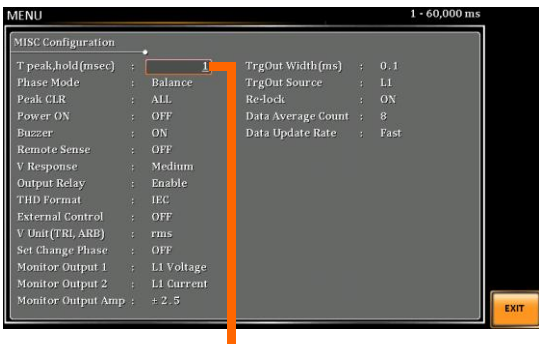 MENU 1 - 60,000 ms
MISC Configuration
T peak,hold(msec) : 1
Phase Mode : Balance
Peak CLR : ALL
Power ON : OFF
Buzzer : ON
Remote Sense : OFF
V Response : Medium
Output Relay : Enable
THD Format : IEC
External Control : OFF
V Unit(TRI, ARB) : rms
Set Change Phase : OFF
Monitor Output 1 : L1 Voltage
Monitor Output 2 : L1 Current
Monitor Output Amp : ± 2.5
TrgOut Width(ms) : 0.1
TrgOut Source : L1
Re-lock : ON
Data Average Count : 8
Data Update Rate : Fast
EXIT